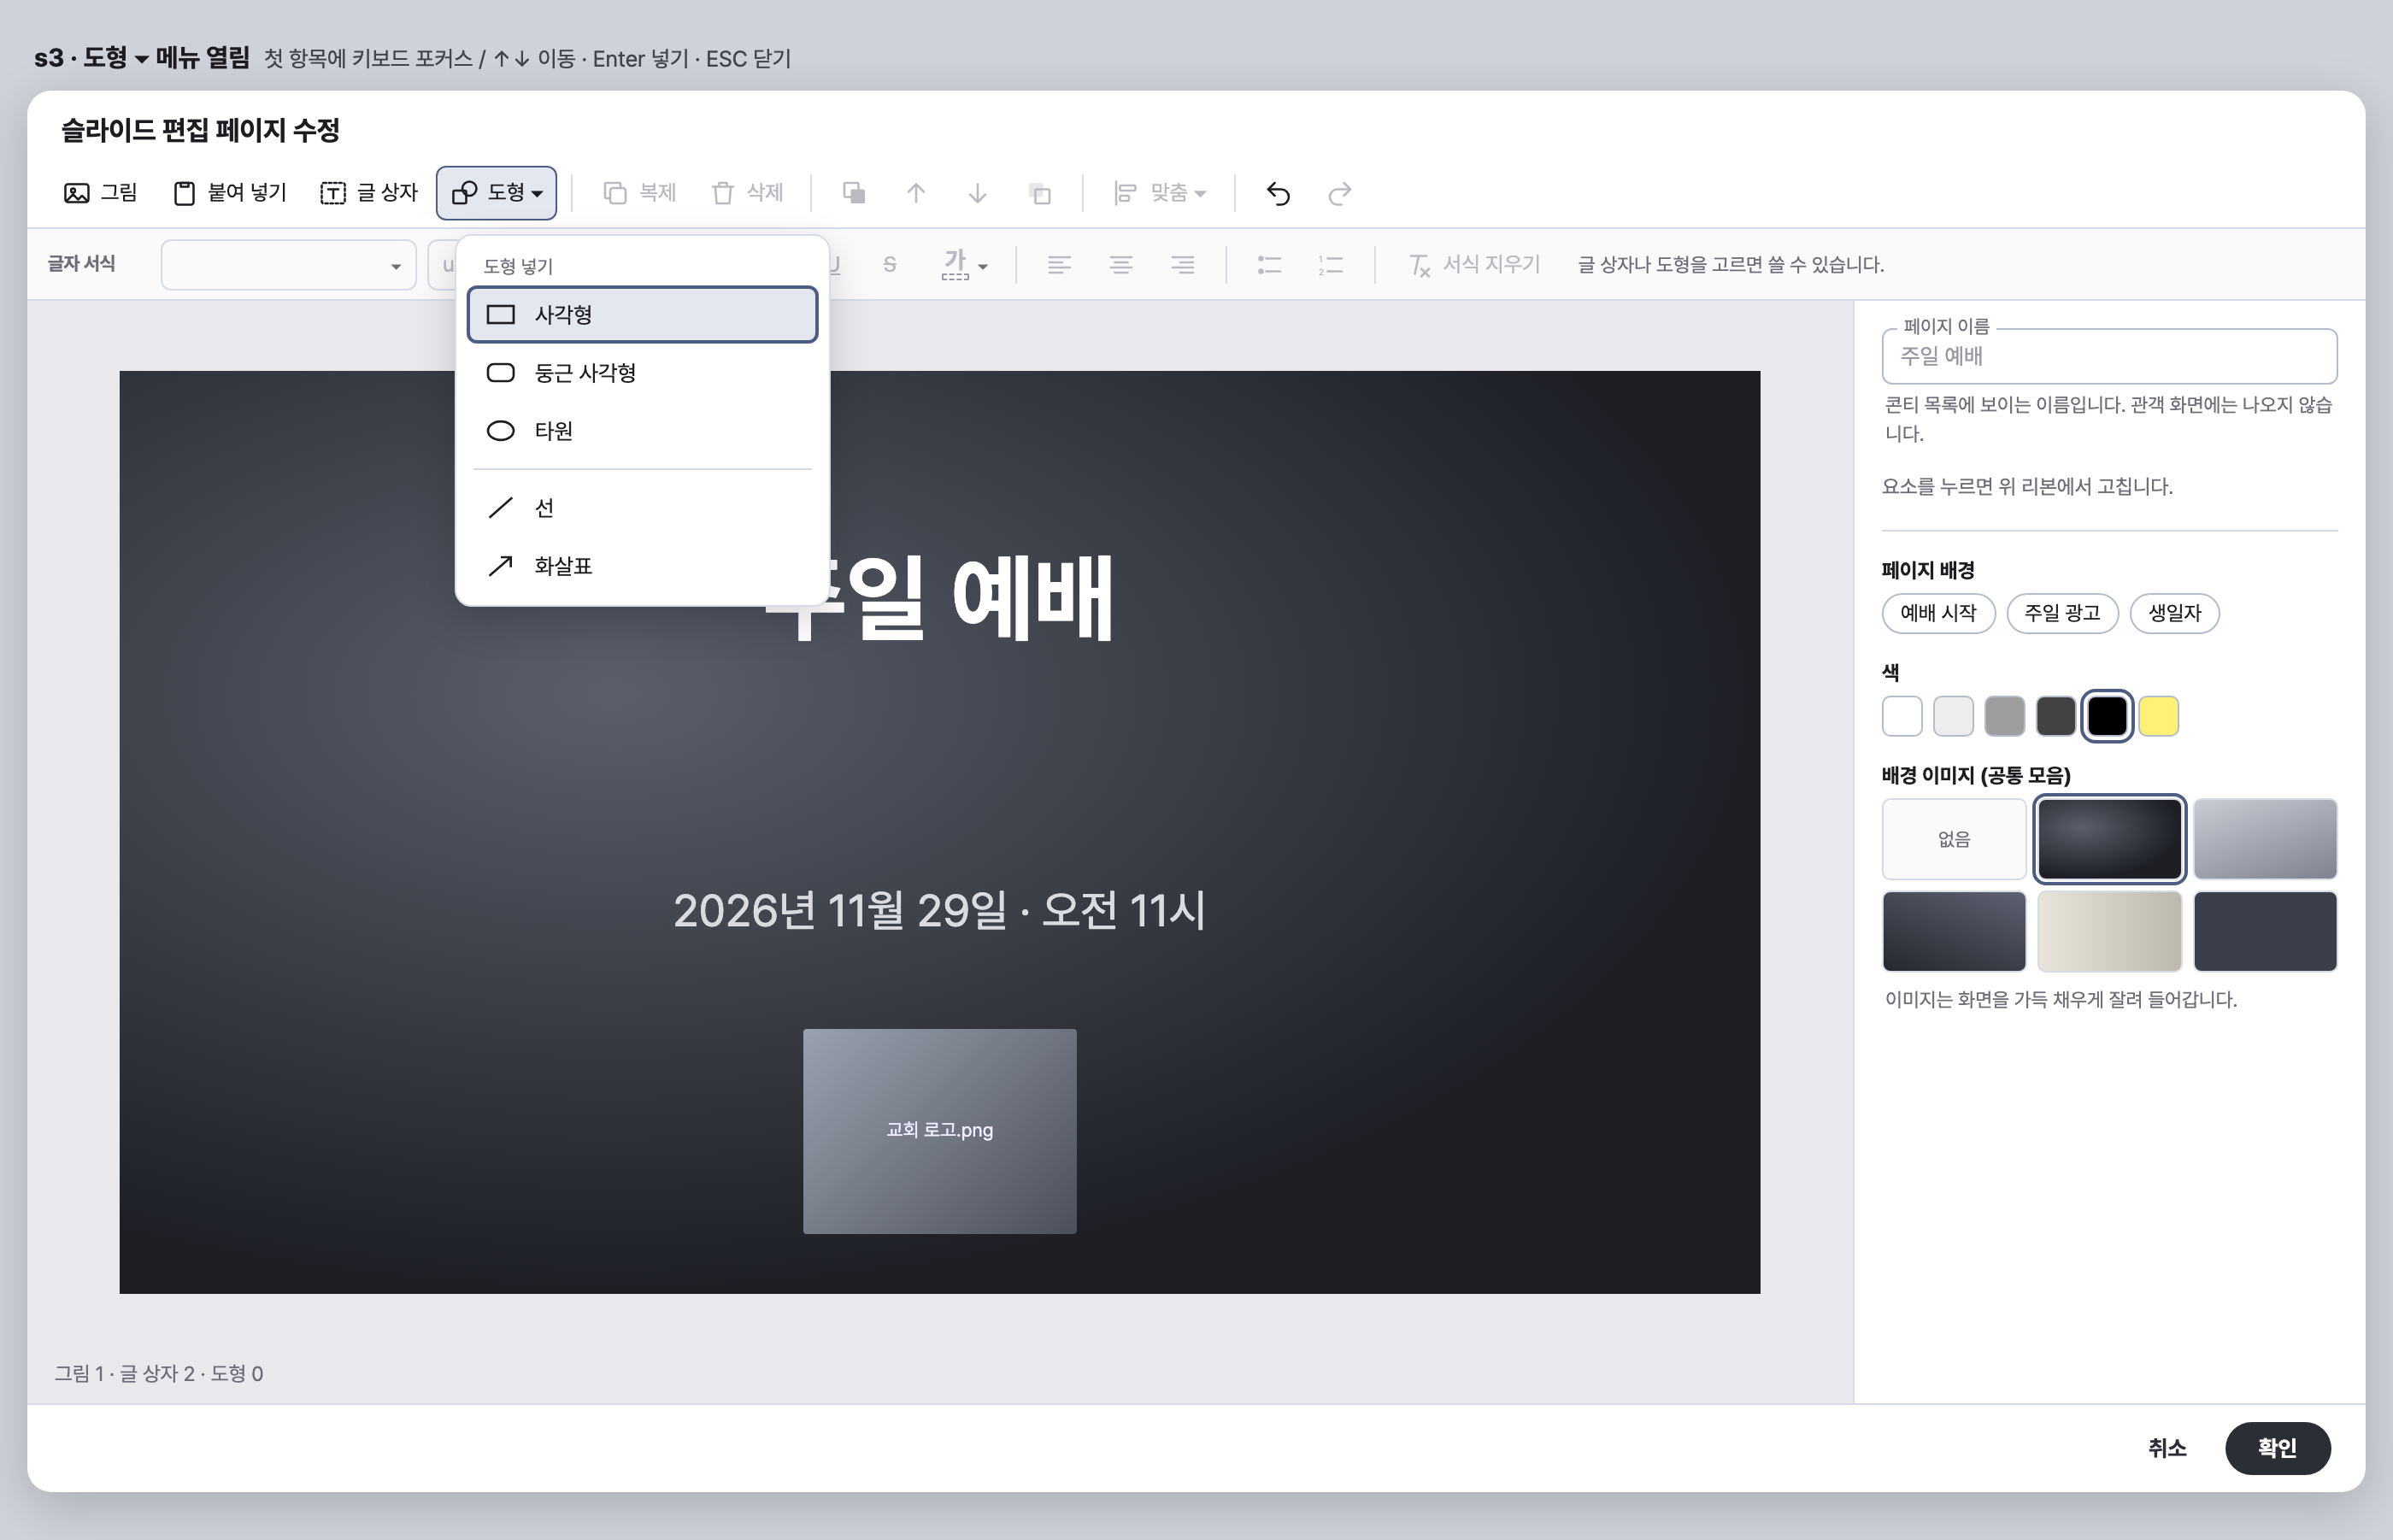 s3 · 도형 ▾ 메뉴 열림 첫 항목에 키보드 포커스 / ↑↓ 이동 · Enter 넣기 · ESC 닫기
슬라이드 편집 페이지 수정
그림 붙여 넣기 글 상자 도형 복제 삭제 맞춤
글자 서식 가 서식 지우기 글 상자나 도형을 고르면 쓸 수 있습니다.
도형 넣기
사각형
둥근 사각형
타원
선
화살표
주일 예배
2026년 11월 29일 · 오전 11시
교회 로고.png
그림 1 · 글 상자 2 · 도형 0
페이지 이름
주일 예배
콘티 목록에 보이는 이름입니다. 관객 화면에는 나오지 않습
니다.
요소를 누르면 위 리본에서 고칩니다.
페이지 배경
예배 시작 주일 광고 생일자
색
배경 이미지 (공통 모음)
없음
이미지는 화면을 가득 채우게 잘려 들어갑니다.
취소 확인